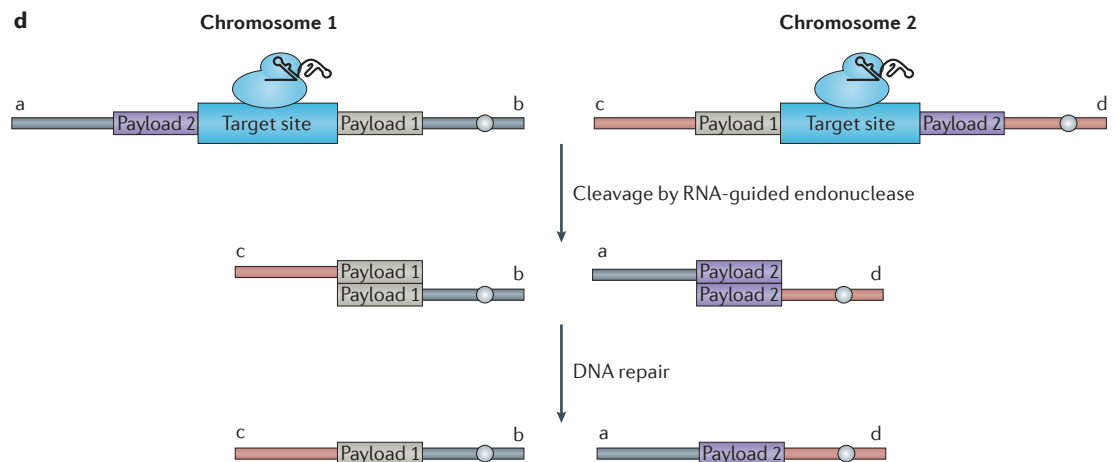 d Chromosome 1 Chromosome 2
a b c d
Payload 2 Target site Payload 1 Payload 1 Target site Payload 2
Cleavage by RNA-guided endonuclease
c a
Payload 1 b Payload 2 d
Payload 1 Payload 2
DNA repair
c b a d
Payload 1 Payload 2